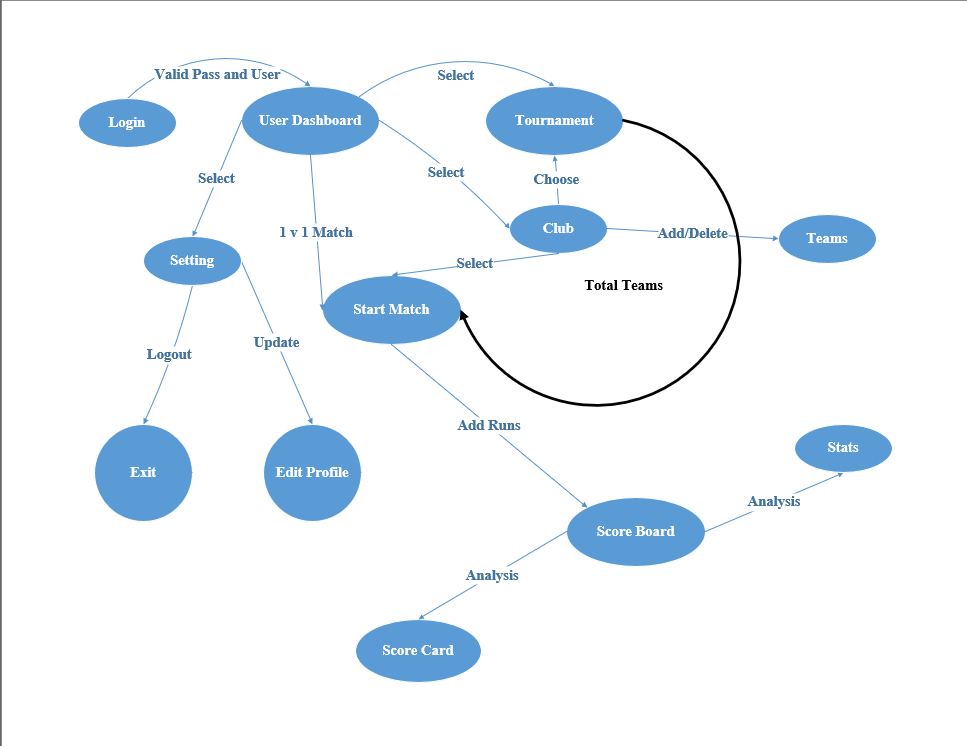 Valid Pass and User
Select
Login
User Dashboard
Tournament
Select
Select
Choose
1 v 1 Match
Club
Add/Delete
Teams
Setting
Select
Total Teams
Start Match
Logout
Update
Add Runs
Exit
Edit Profile
Stats
Analysis
Score Board
Analysis
Score Card